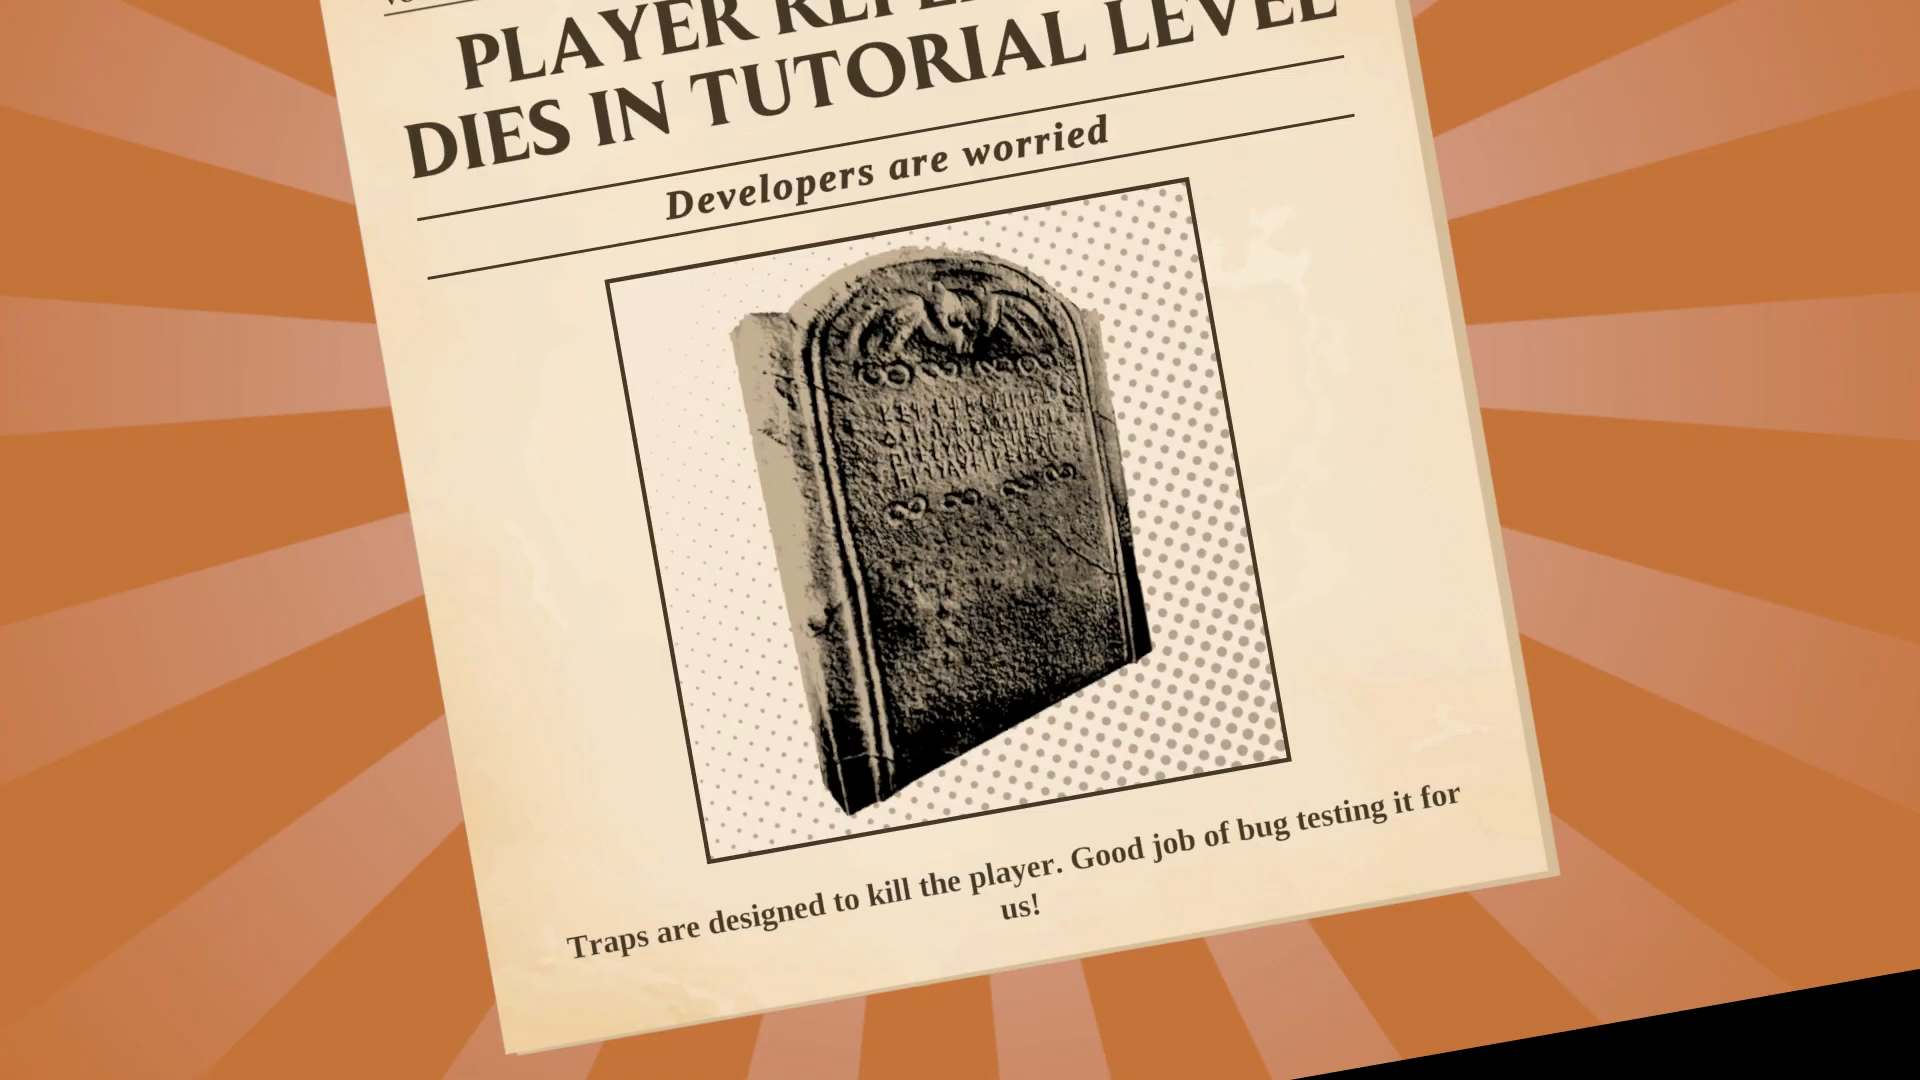 PLAYER
DIES IN TUTORIAL LEVEL
Developers are worried
Traps are designed to kill the player. Good job of bug testing it for
us!